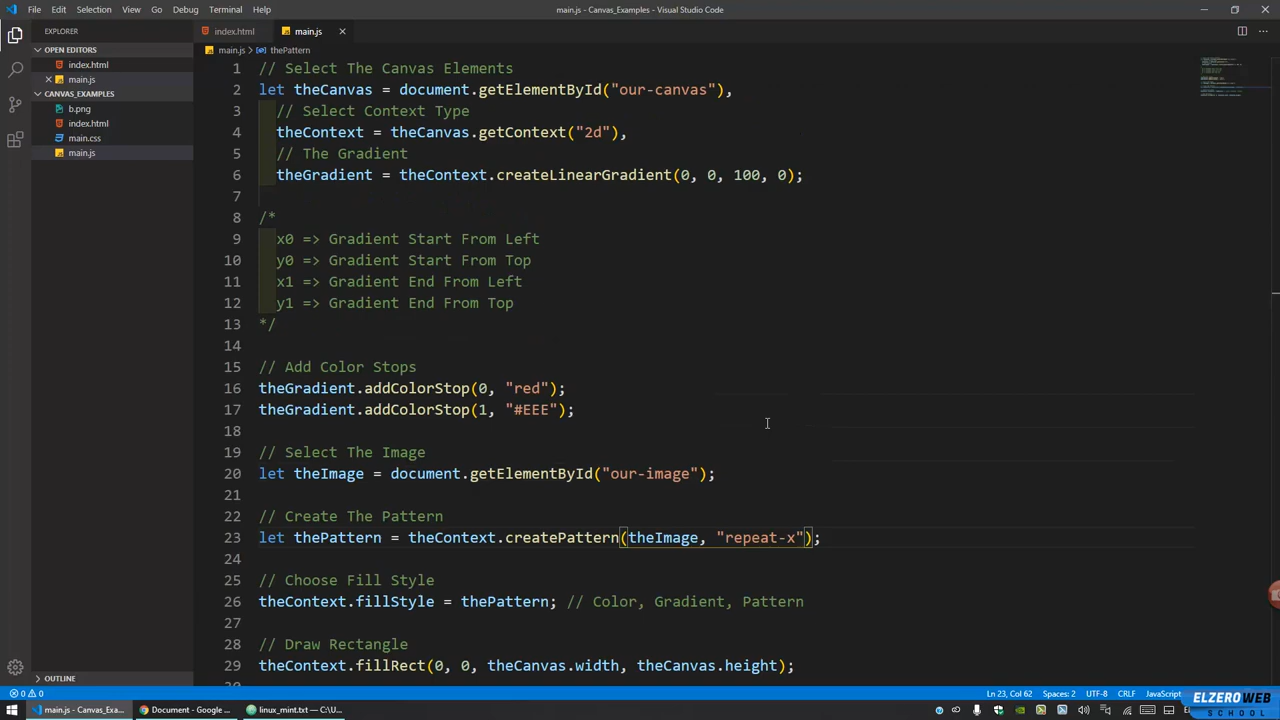 File Edit Selection View Go Debug Terminal Help main.js - Canvas_Examples - Visual Studio Code
EXPLORER
OPEN EDITORS
index.html
main.js
CANVAS_EXAMPLES
b.png
index.html
main.css
main.js
OUTLINE
index.html main.js
main.js > thePattern
1 // Select The Canvas Elements
2 let theCanvas = document.getElementById("our-canvas"),
3 // Select Context Type
4 theContext = theCanvas.getContext("2d"),
5 // The Gradient
6 theGradient = theContext.createLinearGradient(0, 0, 100, 0);
7
8 /*
9 x0 => Gradient Start From Left
10 y0 => Gradient Start From Top
11 x1 => Gradient End From Left
12 y1 => Gradient End From Top
13 */
14
15 // Add Color Stops
16 theGradient.addColorStop(0, "red");
17 theGradient.addColorStop(1, "#EEE");
18
19 // Select The Image
20 let theImage = document.getElementById("our-image");
21
22 // Create The Pattern
23 let thePattern = theContext.createPattern(theImage, "repeat-x");
24
25 // Choose Fill Style
26 theContext.fillStyle = thePattern; // Color, Gradient, Pattern
27
28 // Draw Rectangle
29 theContext.fillRect(0, 0, theCanvas.width, theCanvas.height);
0 0 Ln 23, Col 62 Spaces: 2 UTF-8 CRLF JavaScript
main.js - Canvas_Exa... Document - Google ... linux_mint.txt — C:\U...
ELZEROWEB
SCHOOL